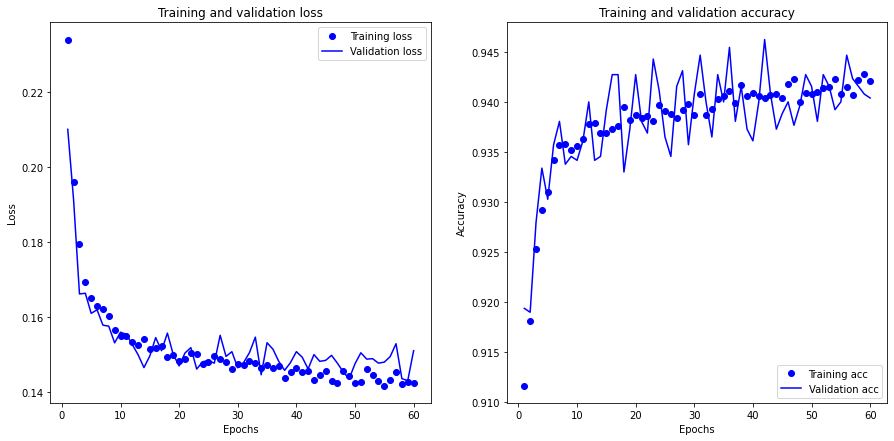 Training and validation loss
Training loss
Validation loss
0.22
0.20
0.18
0.16
0.14
Loss
0
10
20
30
40
50
60
Epochs
Training and validation accuracy
0.945
0.940
0.935
0.930
0.925
0.920
0.915
0.910
Accuracy
Training acc
Validation acc
0
10
20
30
40
50
60
Epochs